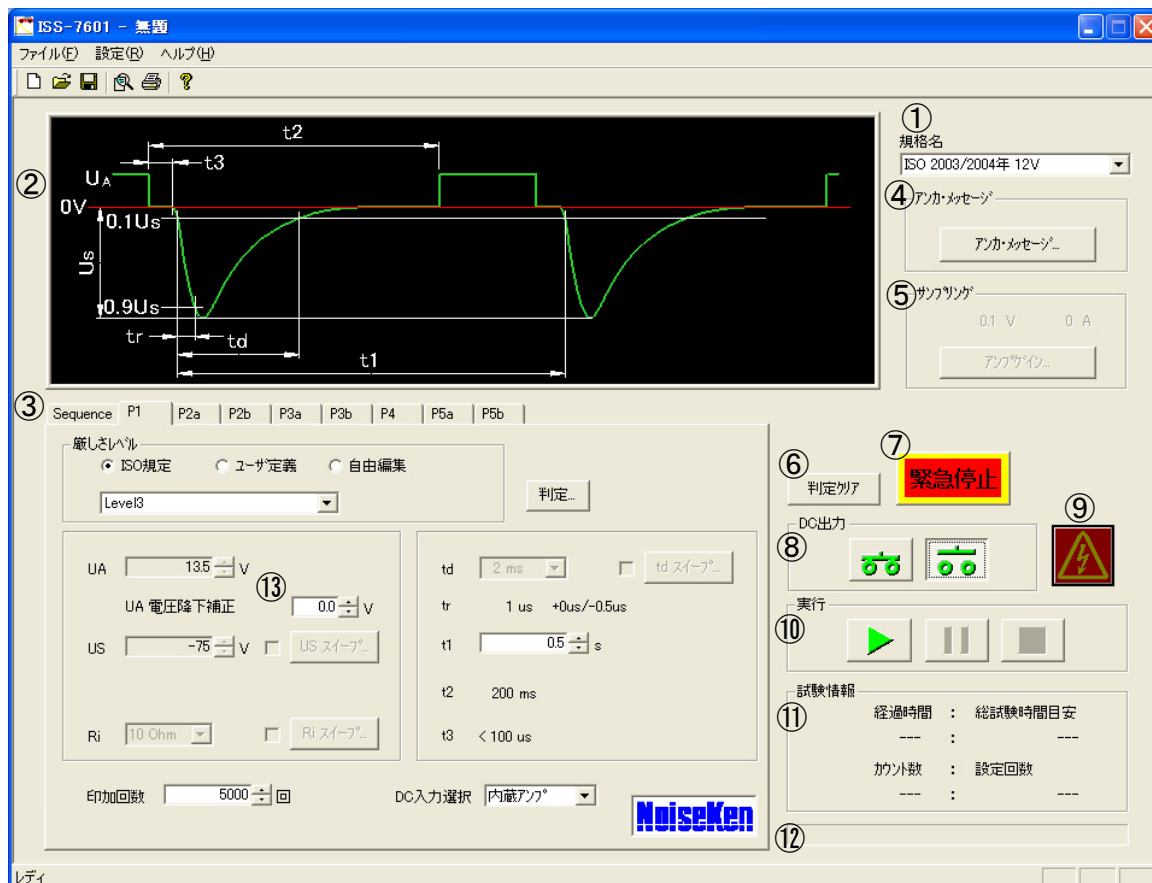 ISS-7601 - 無題
ファイル(F) 設定(R) ヘルプ(H)
①
規格名
ISO 2003/2004年 12V
②
t2
t3
UA
0V
0.1Us
Us
0.9Us
tr
td
t1
④
アンカ・メッセージ
アンカ・メッセージ...
⑤
サンプリング
0.1 V 0 A
アンプゲイン...
③
Sequence P1 P2a P2b P3a P3b P4 P5a P5b
厳しさレベル
ISO規定 ユーザ定義 自由編集
Level3
判定...
UA 13.5 V
⑬
UA 電圧降下補正 0.0 V
US -75 V US スイープ...
Ri 10 Ohm Ri スイープ...
td 2 ms td スイープ...
tr 1 us +0us/-0.5us
t1 0.5 s
t2 200 ms
t3 < 100 us
印加回数 5000 回
DC入力選択 内蔵アンプ
NoiseKen
⑥
判定クリア
⑦
緊急停止
⑧
DC出力
⑨
⑩
実行
⑪
試験情報
経過時間 : 総試験時間目安
--- : ---
カウント数 : 設定回数
--- : ---
⑫
レディ